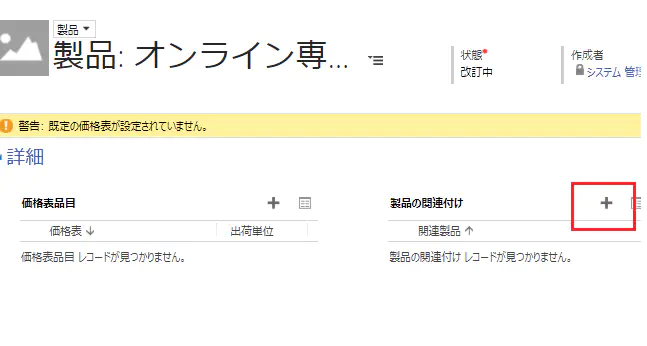 製品
製品: オンライン専...
状態*
改訂中
作成者
システム 管理
警告: 既定の価格表が設定されていません。
詳細
価格表品目
製品の関連付け
価格表 出荷単位
関連製品
価格表品目 レコードが見つかりません。
製品の関連付け レコードが見つかりません。